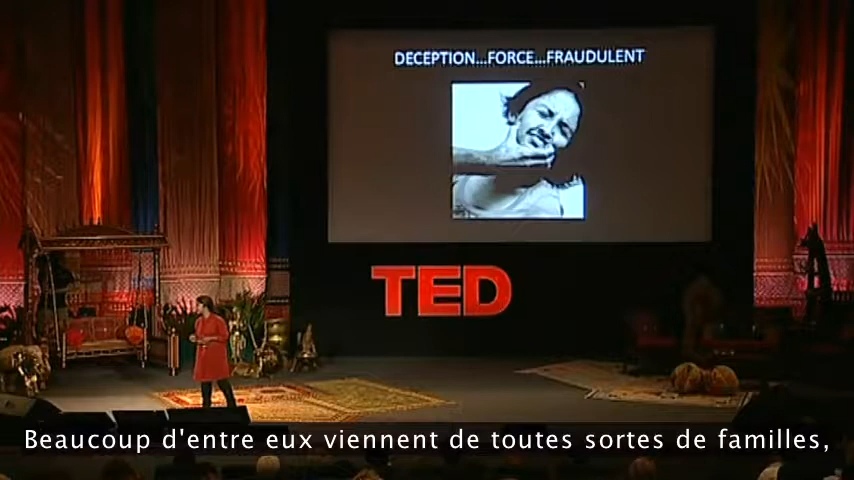 DECEPTION...FORCE...FRAUDULENT
TED
Beaucoup d'entre eux viennent de toutes sortes de familles,